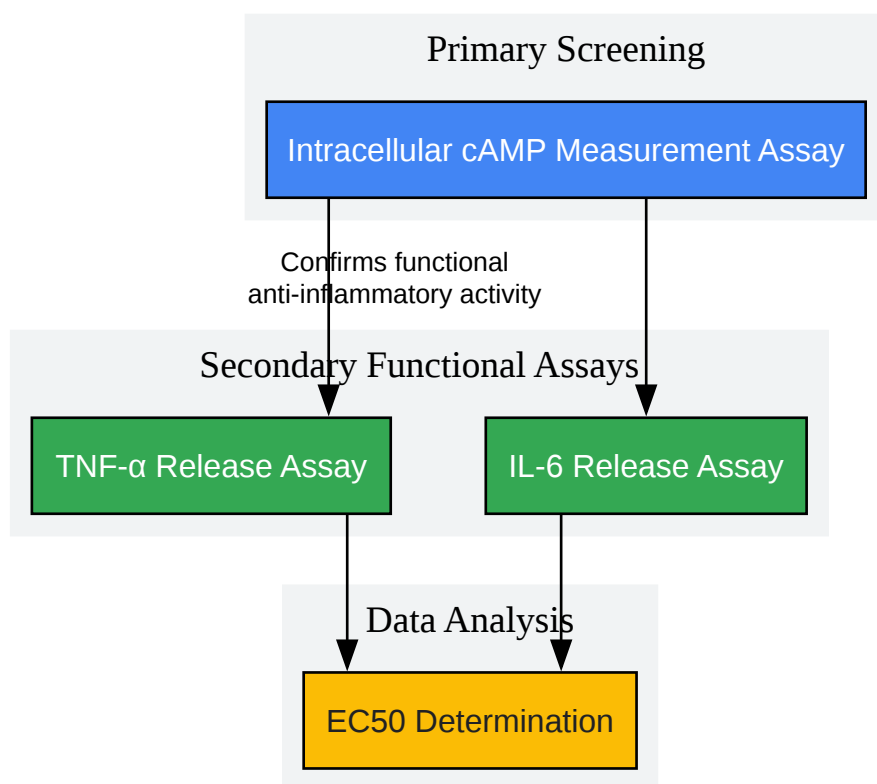 Primary Screening
Intracellular cAMP Measurement Assay
Confirms functional
anti-inflammatory activity
Secondary Functional Assays
TNF-α Release Assay
IL-6 Release Assay
Data Analysis
EC50 Determination